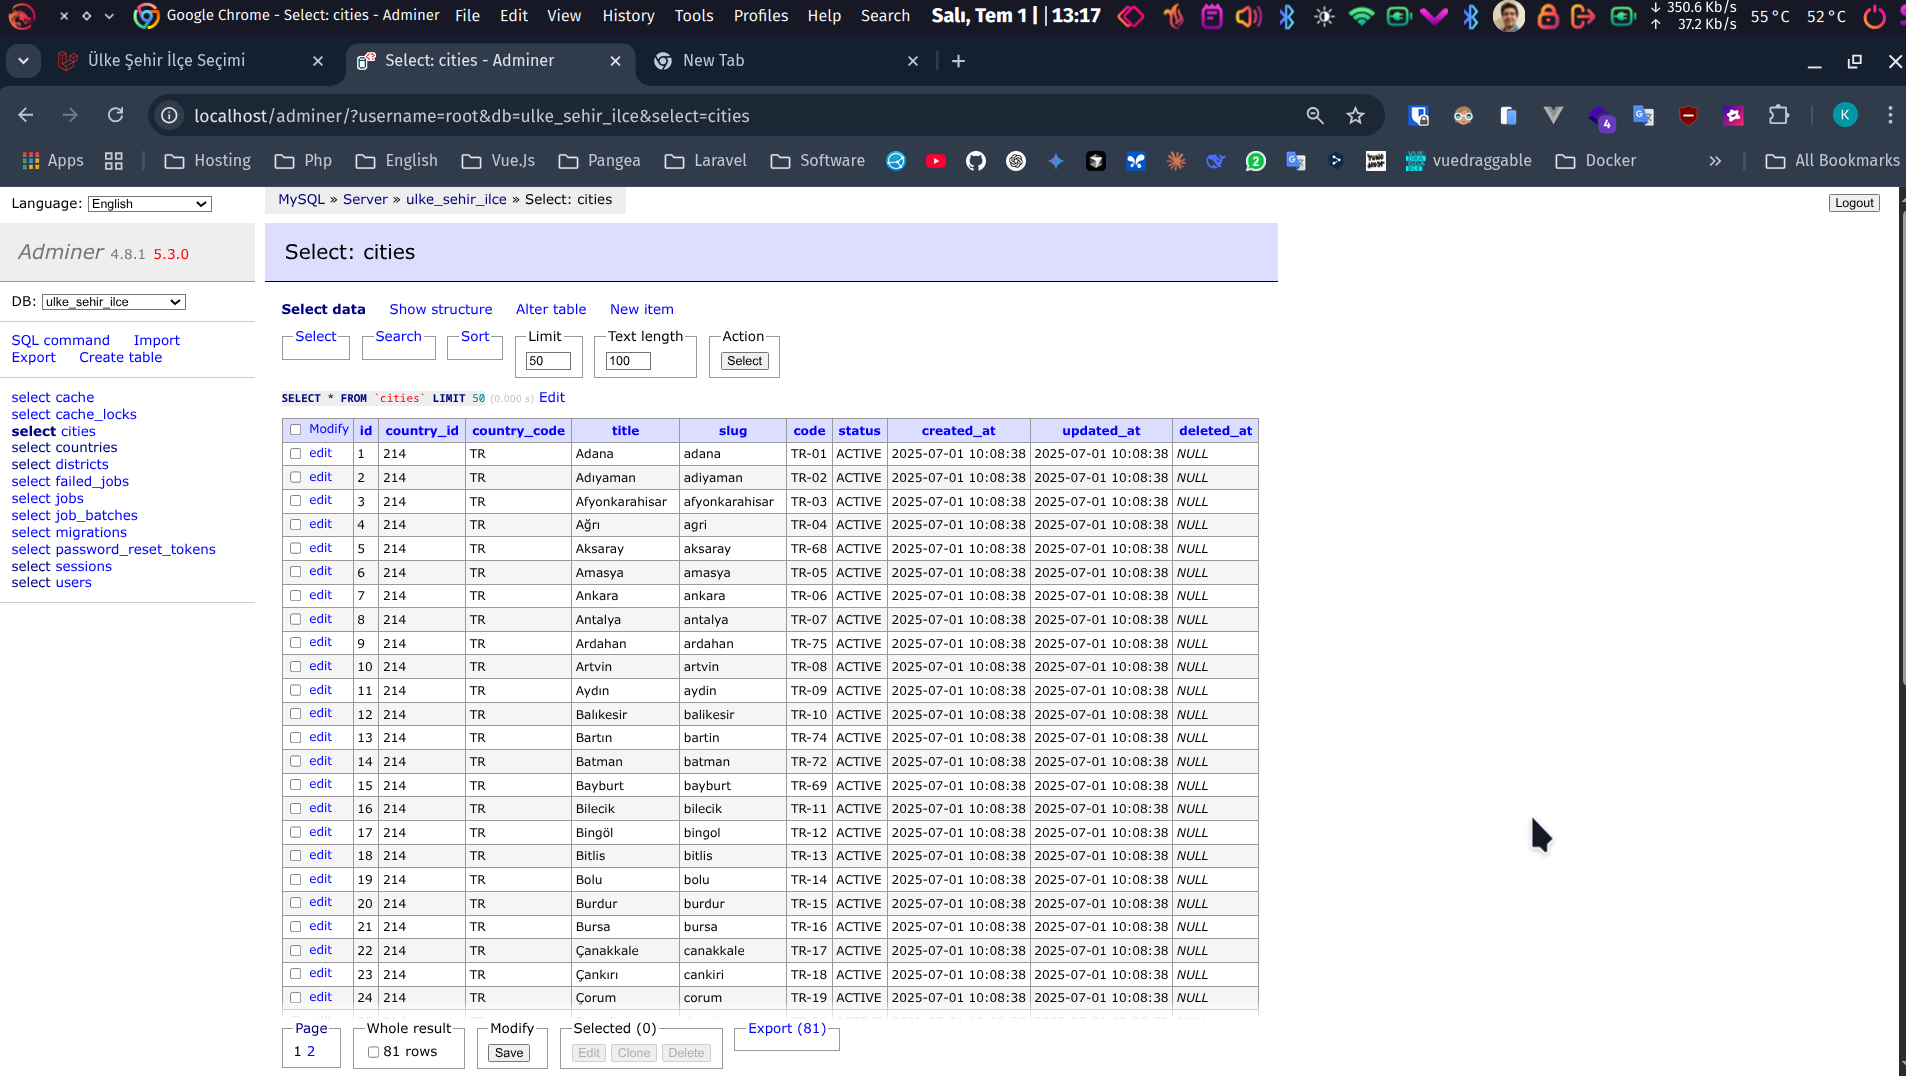 Google Chrome - Select: cities - Adminer File Edit View History Tools Profiles Help Search Salı, Tem 1 | | 13:17 ↓ 350.6 Kb/s ↑ 37.2 Kb/s 55°C 52°C
Ülke Şehir İlçe Seçimi Select: cities - Adminer New Tab
localhost/adminer/?username=root&db=ulke_sehir_ilce&select=cities 4 K
Apps Hosting Php English Vue.Js Pangea Laravel Software 2 vuedraggable Docker » All Bookmarks
Language: English MySQL » Server » ulke_sehir_ilce » Select: cities Logout
Adminer 4.8.1 5.3.0 Select: cities
DB: ulke_sehir_ilce
SQL command Import
Export Create table
select cache
select cache_locks
select cities
select countries
select districts
select failed_jobs
select jobs
select job_batches
select migrations
select password_reset_tokens
select sessions
select users
Select data Show structure Alter table New item
Select Search Sort Limit Text length Action
50 100 Select
SELECT * FROM `cities` LIMIT 50 (0.000 s) Edit
Modify id country_id country_code title slug code status created_at updated_at deleted_at
edit 1 214 TR Adana adana TR-01 ACTIVE 2025-07-01 10:08:38 2025-07-01 10:08:38 NULL
edit 2 214 TR Adıyaman adiyaman TR-02 ACTIVE 2025-07-01 10:08:38 2025-07-01 10:08:38 NULL
edit 3 214 TR Afyonkarahisar afyonkarahisar TR-03 ACTIVE 2025-07-01 10:08:38 2025-07-01 10:08:38 NULL
edit 4 214 TR Ağrı agri TR-04 ACTIVE 2025-07-01 10:08:38 2025-07-01 10:08:38 NULL
edit 5 214 TR Aksaray aksaray TR-68 ACTIVE 2025-07-01 10:08:38 2025-07-01 10:08:38 NULL
edit 6 214 TR Amasya amasya TR-05 ACTIVE 2025-07-01 10:08:38 2025-07-01 10:08:38 NULL
edit 7 214 TR Ankara ankara TR-06 ACTIVE 2025-07-01 10:08:38 2025-07-01 10:08:38 NULL
edit 8 214 TR Antalya antalya TR-07 ACTIVE 2025-07-01 10:08:38 2025-07-01 10:08:38 NULL
edit 9 214 TR Ardahan ardahan TR-75 ACTIVE 2025-07-01 10:08:38 2025-07-01 10:08:38 NULL
edit 10 214 TR Artvin artvin TR-08 ACTIVE 2025-07-01 10:08:38 2025-07-01 10:08:38 NULL
edit 11 214 TR Aydın aydin TR-09 ACTIVE 2025-07-01 10:08:38 2025-07-01 10:08:38 NULL
edit 12 214 TR Balıkesir balikesir TR-10 ACTIVE 2025-07-01 10:08:38 2025-07-01 10:08:38 NULL
edit 13 214 TR Bartın bartin TR-74 ACTIVE 2025-07-01 10:08:38 2025-07-01 10:08:38 NULL
edit 14 214 TR Batman batman TR-72 ACTIVE 2025-07-01 10:08:38 2025-07-01 10:08:38 NULL
edit 15 214 TR Bayburt bayburt TR-69 ACTIVE 2025-07-01 10:08:38 2025-07-01 10:08:38 NULL
edit 16 214 TR Bilecik bilecik TR-11 ACTIVE 2025-07-01 10:08:38 2025-07-01 10:08:38 NULL
edit 17 214 TR Bingöl bingol TR-12 ACTIVE 2025-07-01 10:08:38 2025-07-01 10:08:38 NULL
edit 18 214 TR Bitlis bitlis TR-13 ACTIVE 2025-07-01 10:08:38 2025-07-01 10:08:38 NULL
edit 19 214 TR Bolu bolu TR-14 ACTIVE 2025-07-01 10:08:38 2025-07-01 10:08:38 NULL
edit 20 214 TR Burdur burdur TR-15 ACTIVE 2025-07-01 10:08:38 2025-07-01 10:08:38 NULL
edit 21 214 TR Bursa bursa TR-16 ACTIVE 2025-07-01 10:08:38 2025-07-01 10:08:38 NULL
edit 22 214 TR Çanakkale canakkale TR-17 ACTIVE 2025-07-01 10:08:38 2025-07-01 10:08:38 NULL
edit 23 214 TR Çankırı cankiri TR-18 ACTIVE 2025-07-01 10:08:38 2025-07-01 10:08:38 NULL
edit 24 214 TR Çorum corum TR-19 ACTIVE 2025-07-01 10:08:38 2025-07-01 10:08:38 NULL
Page Whole result Modify Selected (0) Export (81)
1 2 81 rows Save Edit Clone Delete